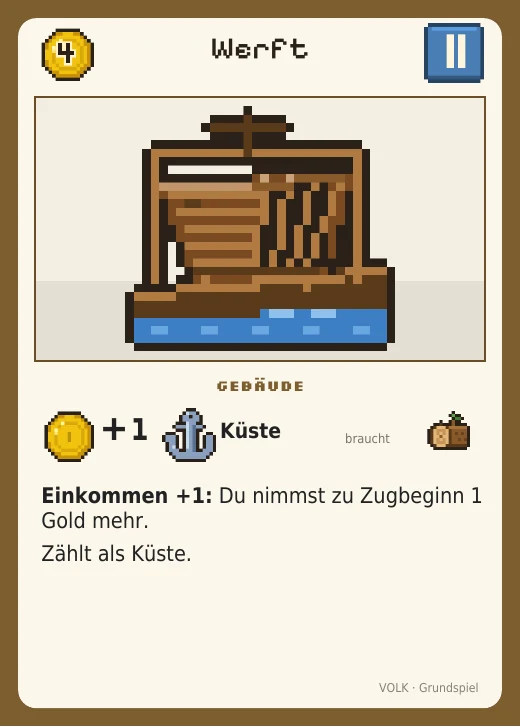 4
Werft
II
GEBÄUDE
+1 Küste braucht
Einkommen +1: Du nimmst zu Zugbeginn 1
Gold mehr.
Zählt als Küste.
VOLK · Grundspiel